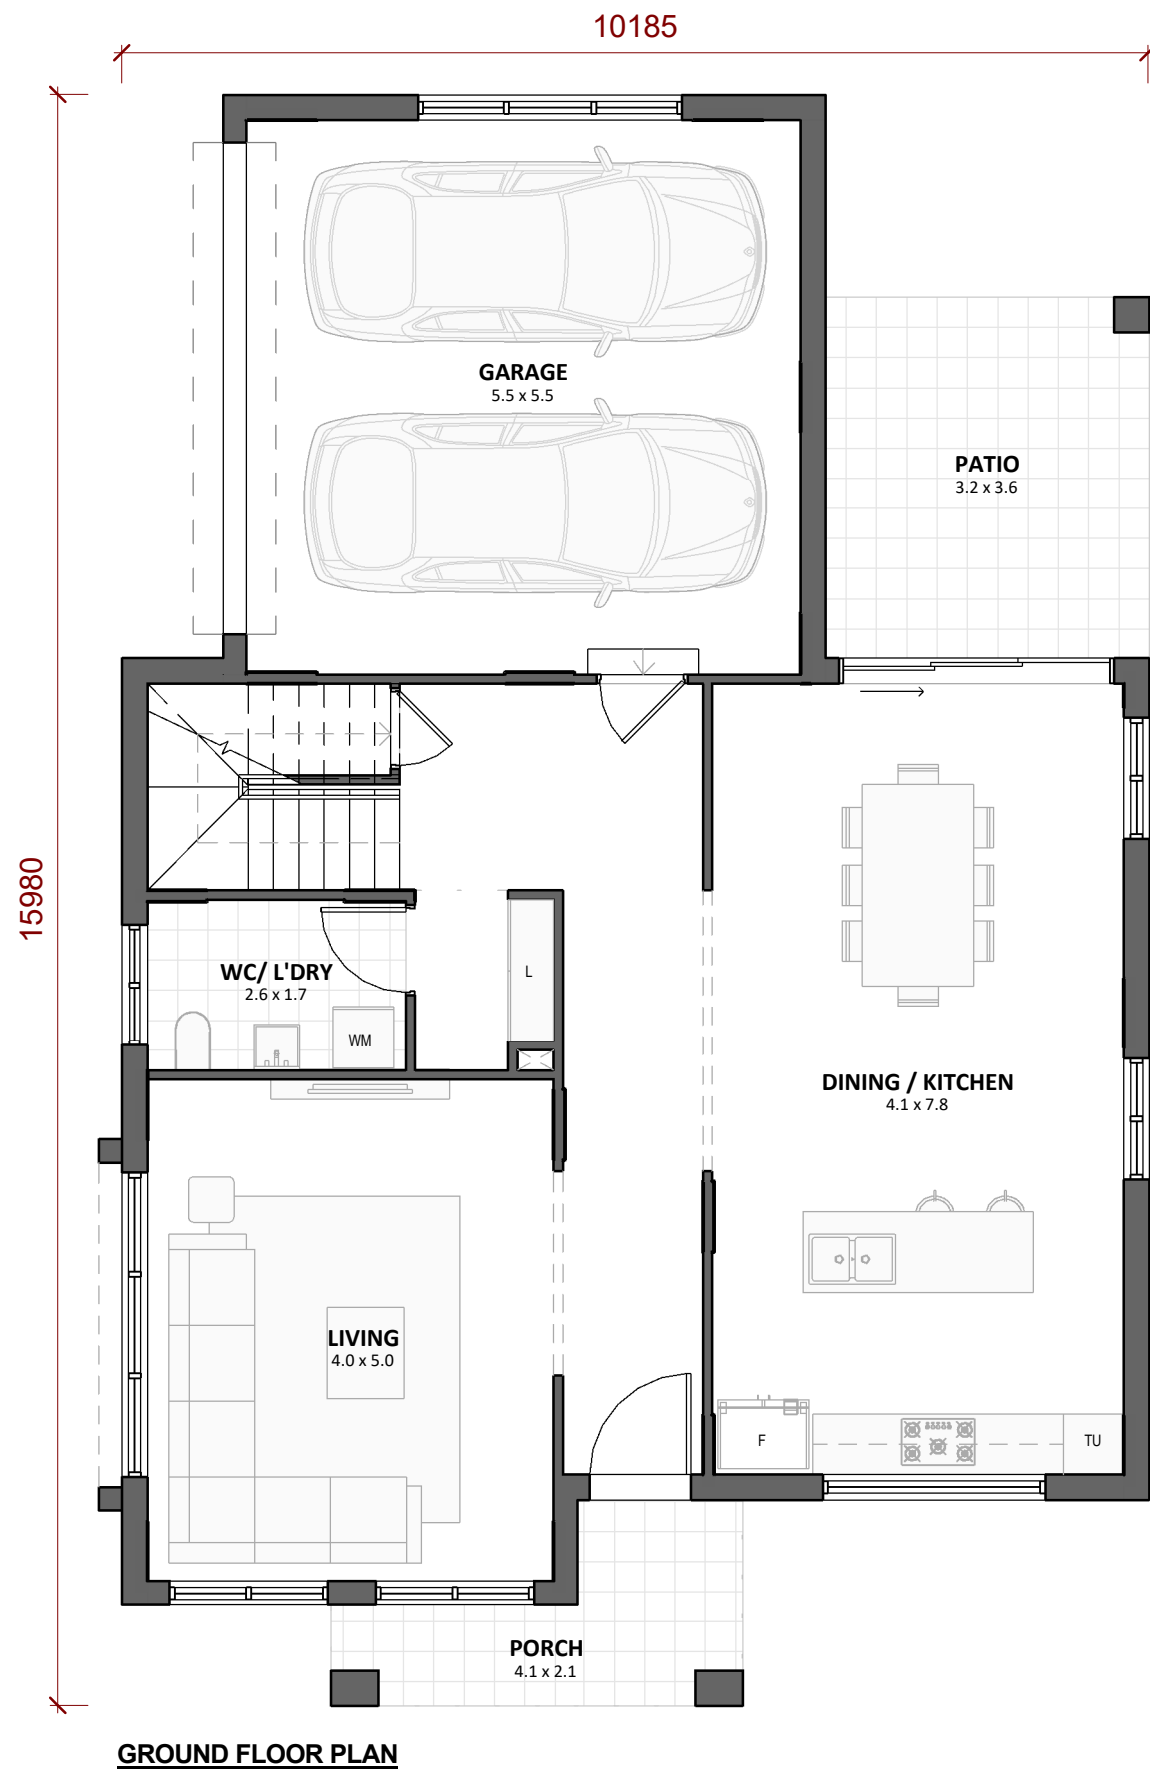 10185
GARAGE
5.5 x 5.5
PATIO
3.2 x 3.6
15980
WC/ L'DRY
2.6 x 1.7
L
WM
DINING / KITCHEN
4.1 x 7.8
LIVING
4.0 x 5.0
F
TU
PORCH
4.1 x 2.1
GROUND FLOOR PLAN